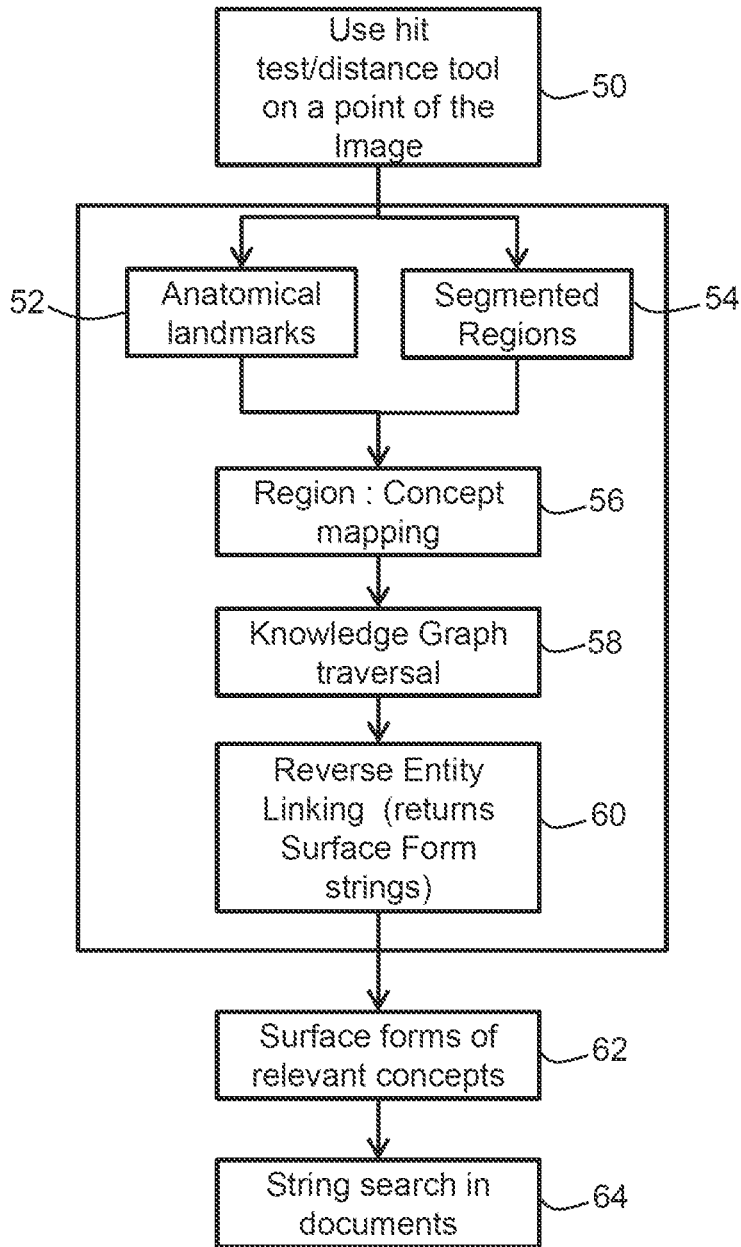 Use hit
test/distance tool
on a point of the
Image
50
52
Anatomical
landmarks
Segmented
Regions
54
Region : Concept
mapping
56
Knowledge Graph
traversal
58
Reverse Entity
Linking (returns
Surface Form
strings)
60
Surface forms of
relevant concepts
62
String search in
documents
64